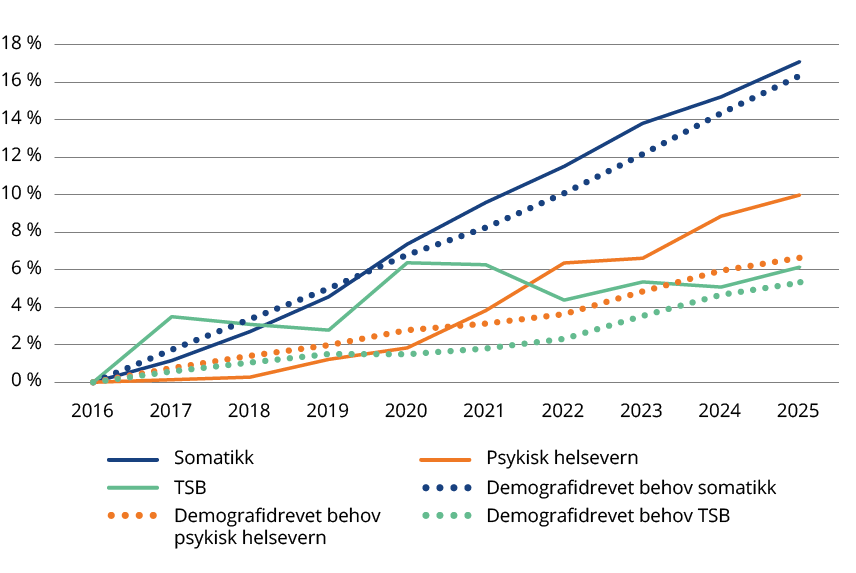 18 %
16 %
14 %
12 %
10 %
8 %
6 %
4 %
2 %
0 %
2016 2017 2018 2019 2020 2021 2022 2023 2024 2025
Somatikk
Psykisk helsevern
TSB
Demografidrevet behov somatikk
Demografidrevet behov
psykisk helsevern
Demografidrevet behov TSB